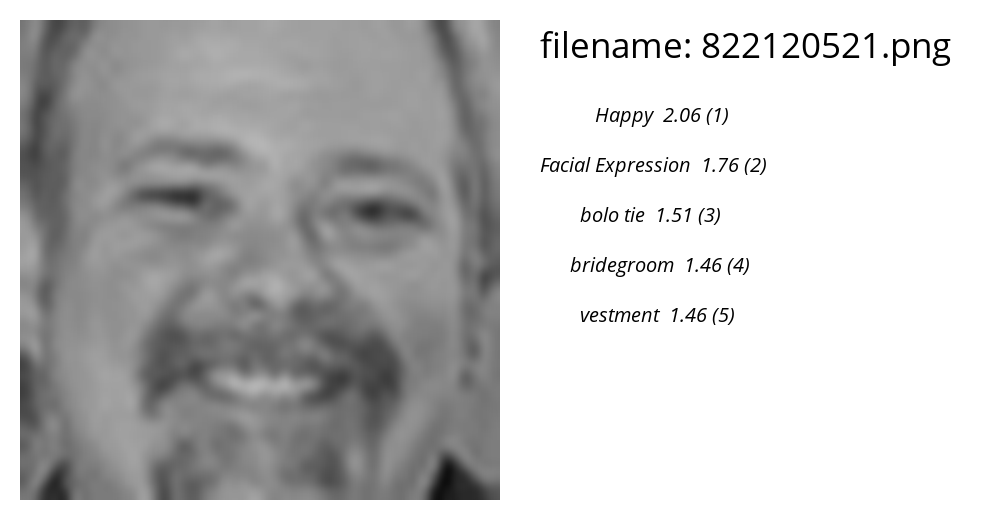 filename: 822120521.png
Happy 2.06 (1)
Facial Expression 1.76 (2)
bolo tie 1.51 (3)
bridegroom 1.46 (4)
vestment 1.46 (5)